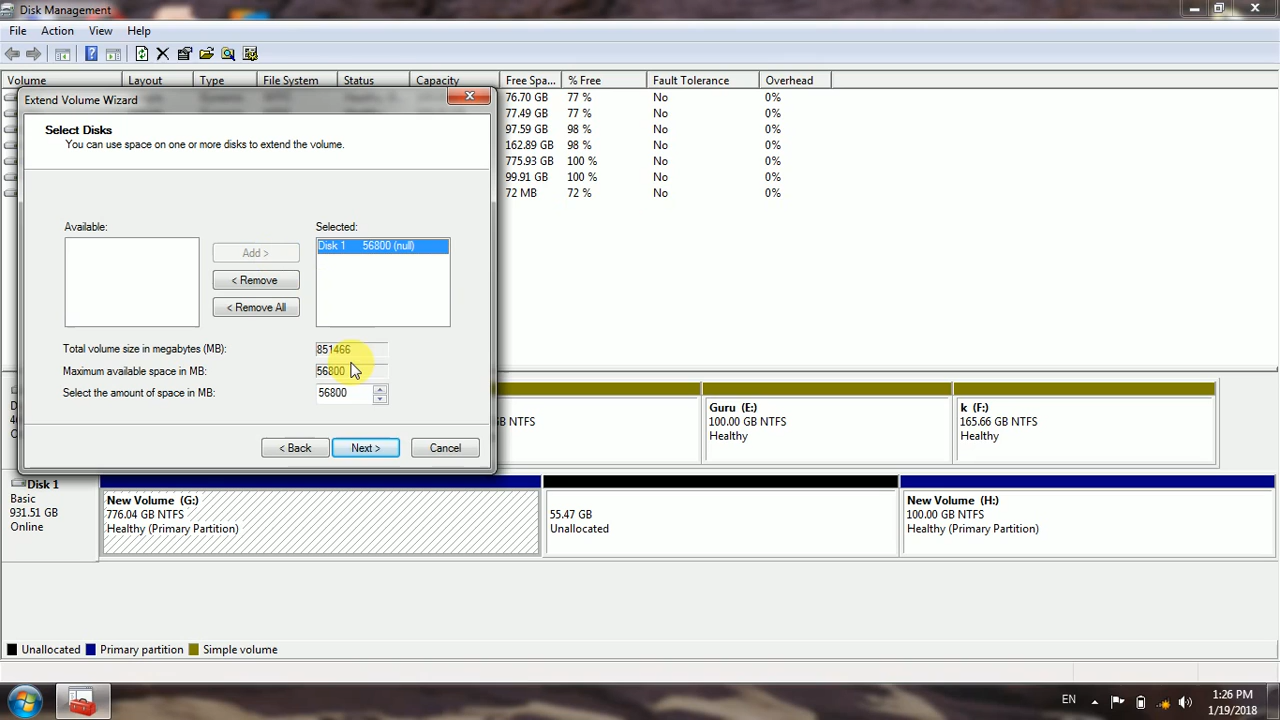 Disk Management
File Action View Help
Volume Layout Type File System Status Capacity Free Spa... % Free Fault Tolerance Overhead
76.70 GB 77 % No 0%
77.49 GB 77 % No 0%
97.59 GB 98 % No 0%
162.89 GB 98 % No 0%
775.93 GB 100 % No 0%
99.91 GB 100 % No 0%
72 MB 72 % No 0%
Extend Volume Wizard
Select Disks
You can use space on one or more disks to extend the volume.
Available: Selected:
Disk 1 56800 (null)
Add >
< Remove
< Remove All
Total volume size in megabytes (MB): 851466
Maximum available space in MB: 56800
Select the amount of space in MB: 56800
< Back Next > Cancel
GB NTFS
Guru (E:)
100.00 GB NTFS
Healthy
k (F:)
165.66 GB NTFS
Healthy
Disk 1
Basic
931.51 GB
Online
New Volume (G:)
776.04 GB NTFS
Healthy (Primary Partition)
55.47 GB
Unallocated
New Volume (H:)
100.00 GB NTFS
Healthy (Primary Partition)
Unallocated Primary partition Simple volume
EN
1:26 PM
1/19/2018